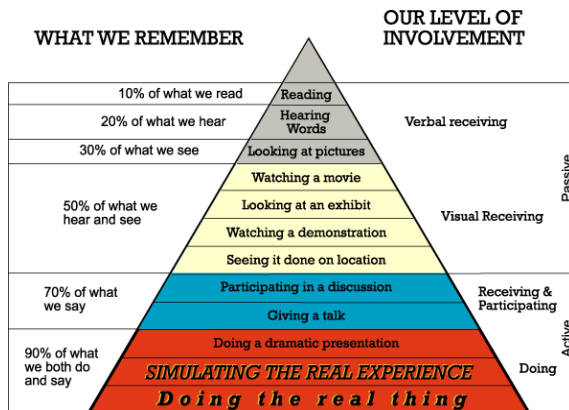 WHAT WE REMEMBER
OUR LEVEL OF
INVOLVEMENT
10% of what we read
Reading
20% of what we hear
Hearing
Words
Verbal receiving
30% of what we see
Looking at pictures
50% of what we
hear and see
Watching a movie
Looking at an exhibit
Watching a demonstration
Seeing it done on location
Visual Receiving
Passive
70% of what
we say
Participating in a discussion
Giving a talk
Receiving &
Participating
90% of what
we both do
and say
Doing a dramatic presentation
SIMULATING THE REAL EXPERIENCE
Doing the real thing
Doing
Active